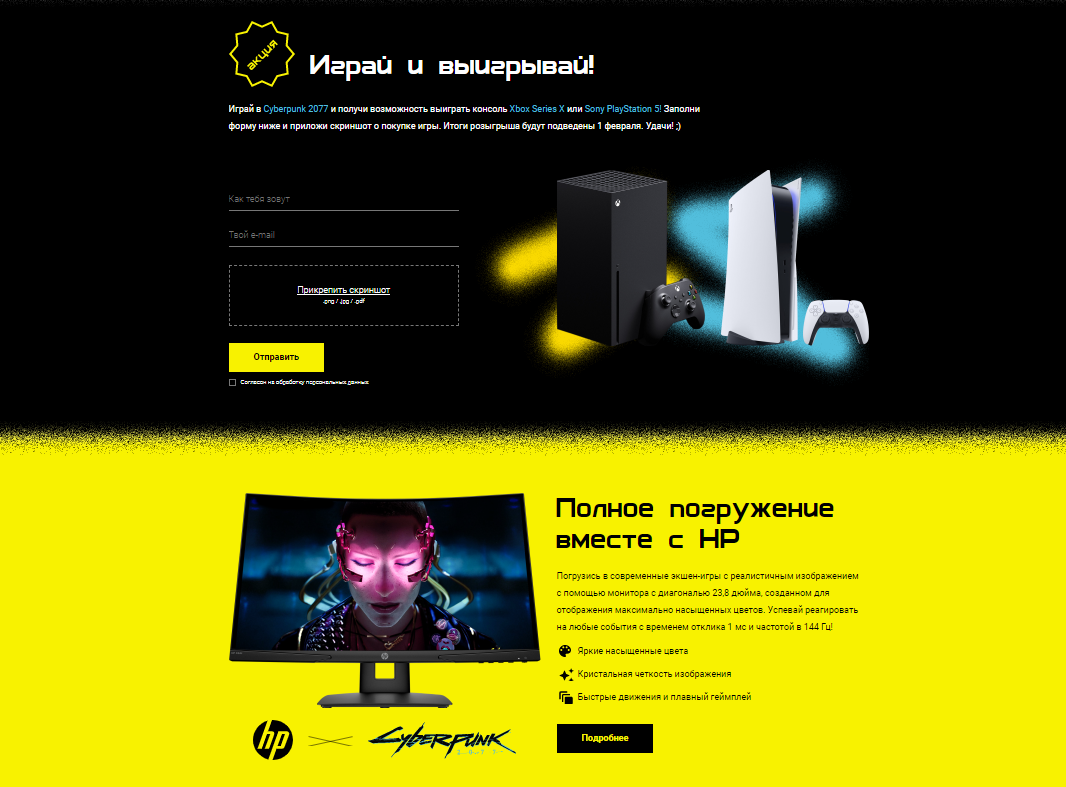 акция
Играй и выигрывай!
Играй в Cyberpunk 2077 и получи возможность выиграть консоль Xbox Series X или Sony PlayStation 5! Заполни
форму ниже и приложи скриншот о покупке игры. Итоги розыгрыша будут подведены 1 февраля. Удачи! ;)
Как тебя зовут
Твой e-mail
Прикрепить скриншот
.png / .jpg / .pdf
Отправить
Согласен на обработку персональных данных
Полное погружение
вместе с HP
Погрузись в современные экшен-игры с реалистичным изображением
с помощью монитора с диагональю 23,8 дюйма, созданном для
отображения максимально насыщенных цветов. Успевай реагировать
на любые события с временем отклика 1 мс и частотой в 144 Гц!
Яркие насыщенные цвета
Кристальная четкость изображения
Быстрые движения и плавный геймплей
hp
Cyberpunk
Подробнее